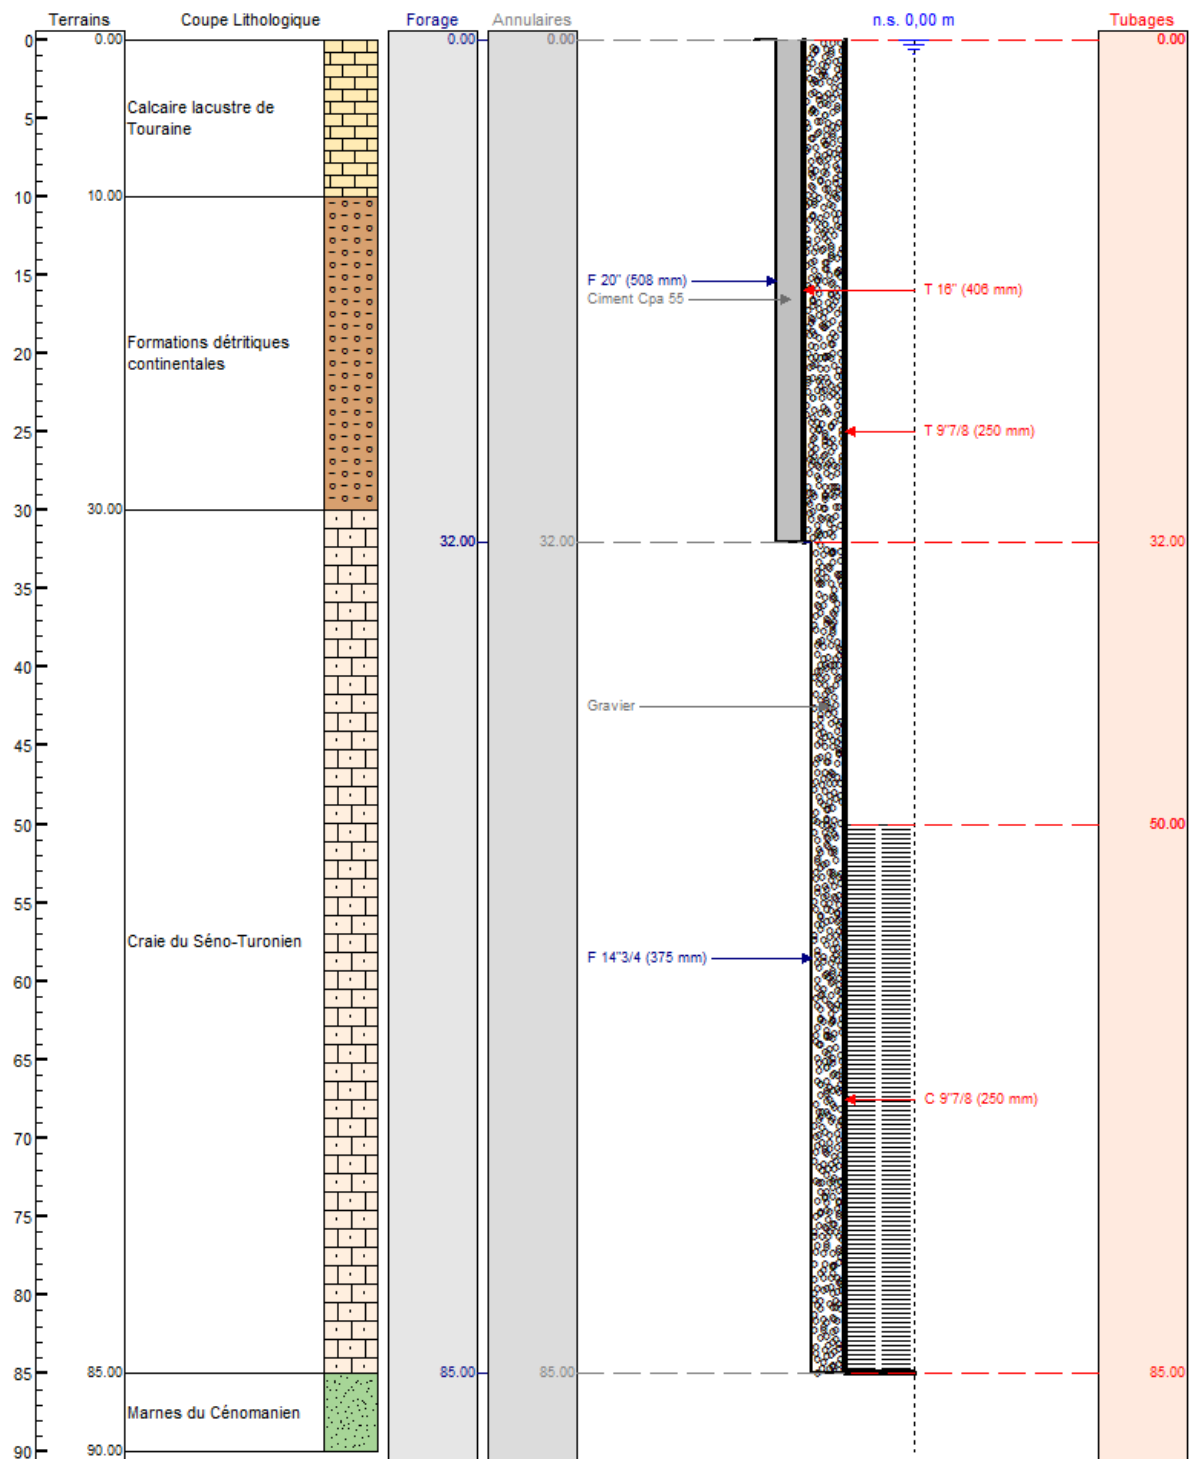 Terrains Coupe Lithologique Forage Annulaires n.s. 0,00 m Tubages
0 0.00 0.00 0.00 0.00
Calcaire lacustre de
5
Touraine
10 10.00
15
F 20" (508 mm)
T 16" (406 mm)
Ciment Cpa 55
Formations détritiques
20
continentales
25 T 9"7/8 (250 mm)
30 30.00
32.00 32.00 32.00
35
40
Gravier
45
50 50.00
55
Craie du Séno-Turonien
F 14"3/4 (375 mm)
60
65
C 9"7/8 (250 mm)
70
75
80
85 85.00 85.00 85.00 85.00
Marnes du Cénomanien
90 90.00